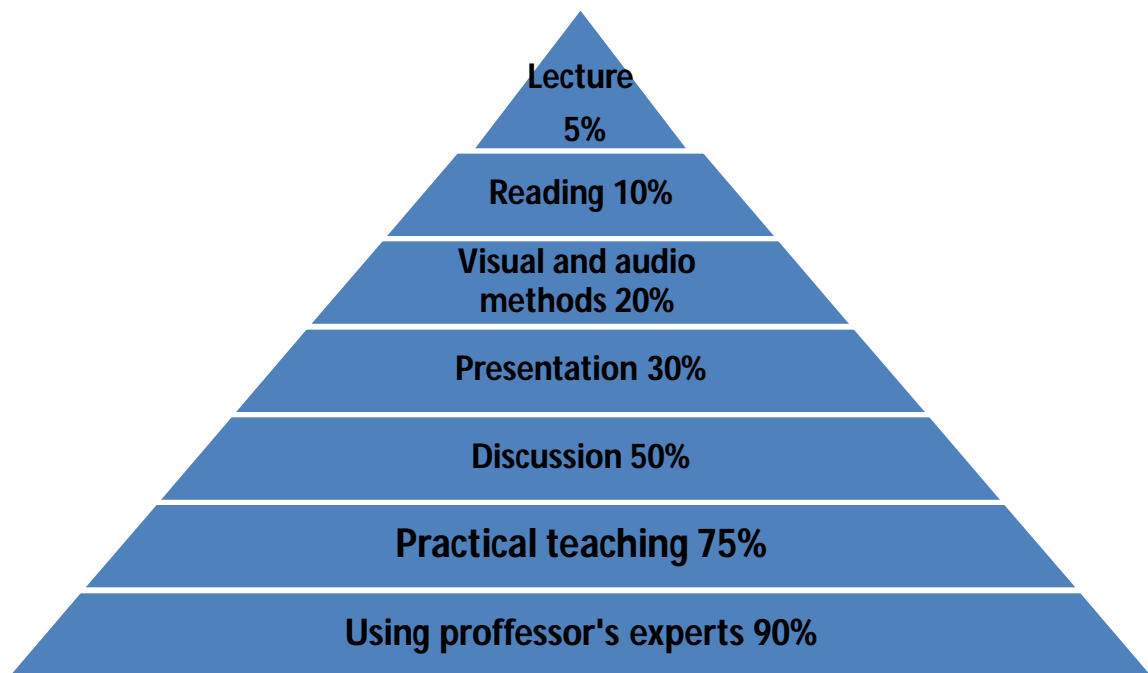 Lecture
5%
Reading 10%
Visual and audio
methods 20%
Presentation 30%
Discussion 50%
Practical teaching 75%
Using proffessor's experts 90%